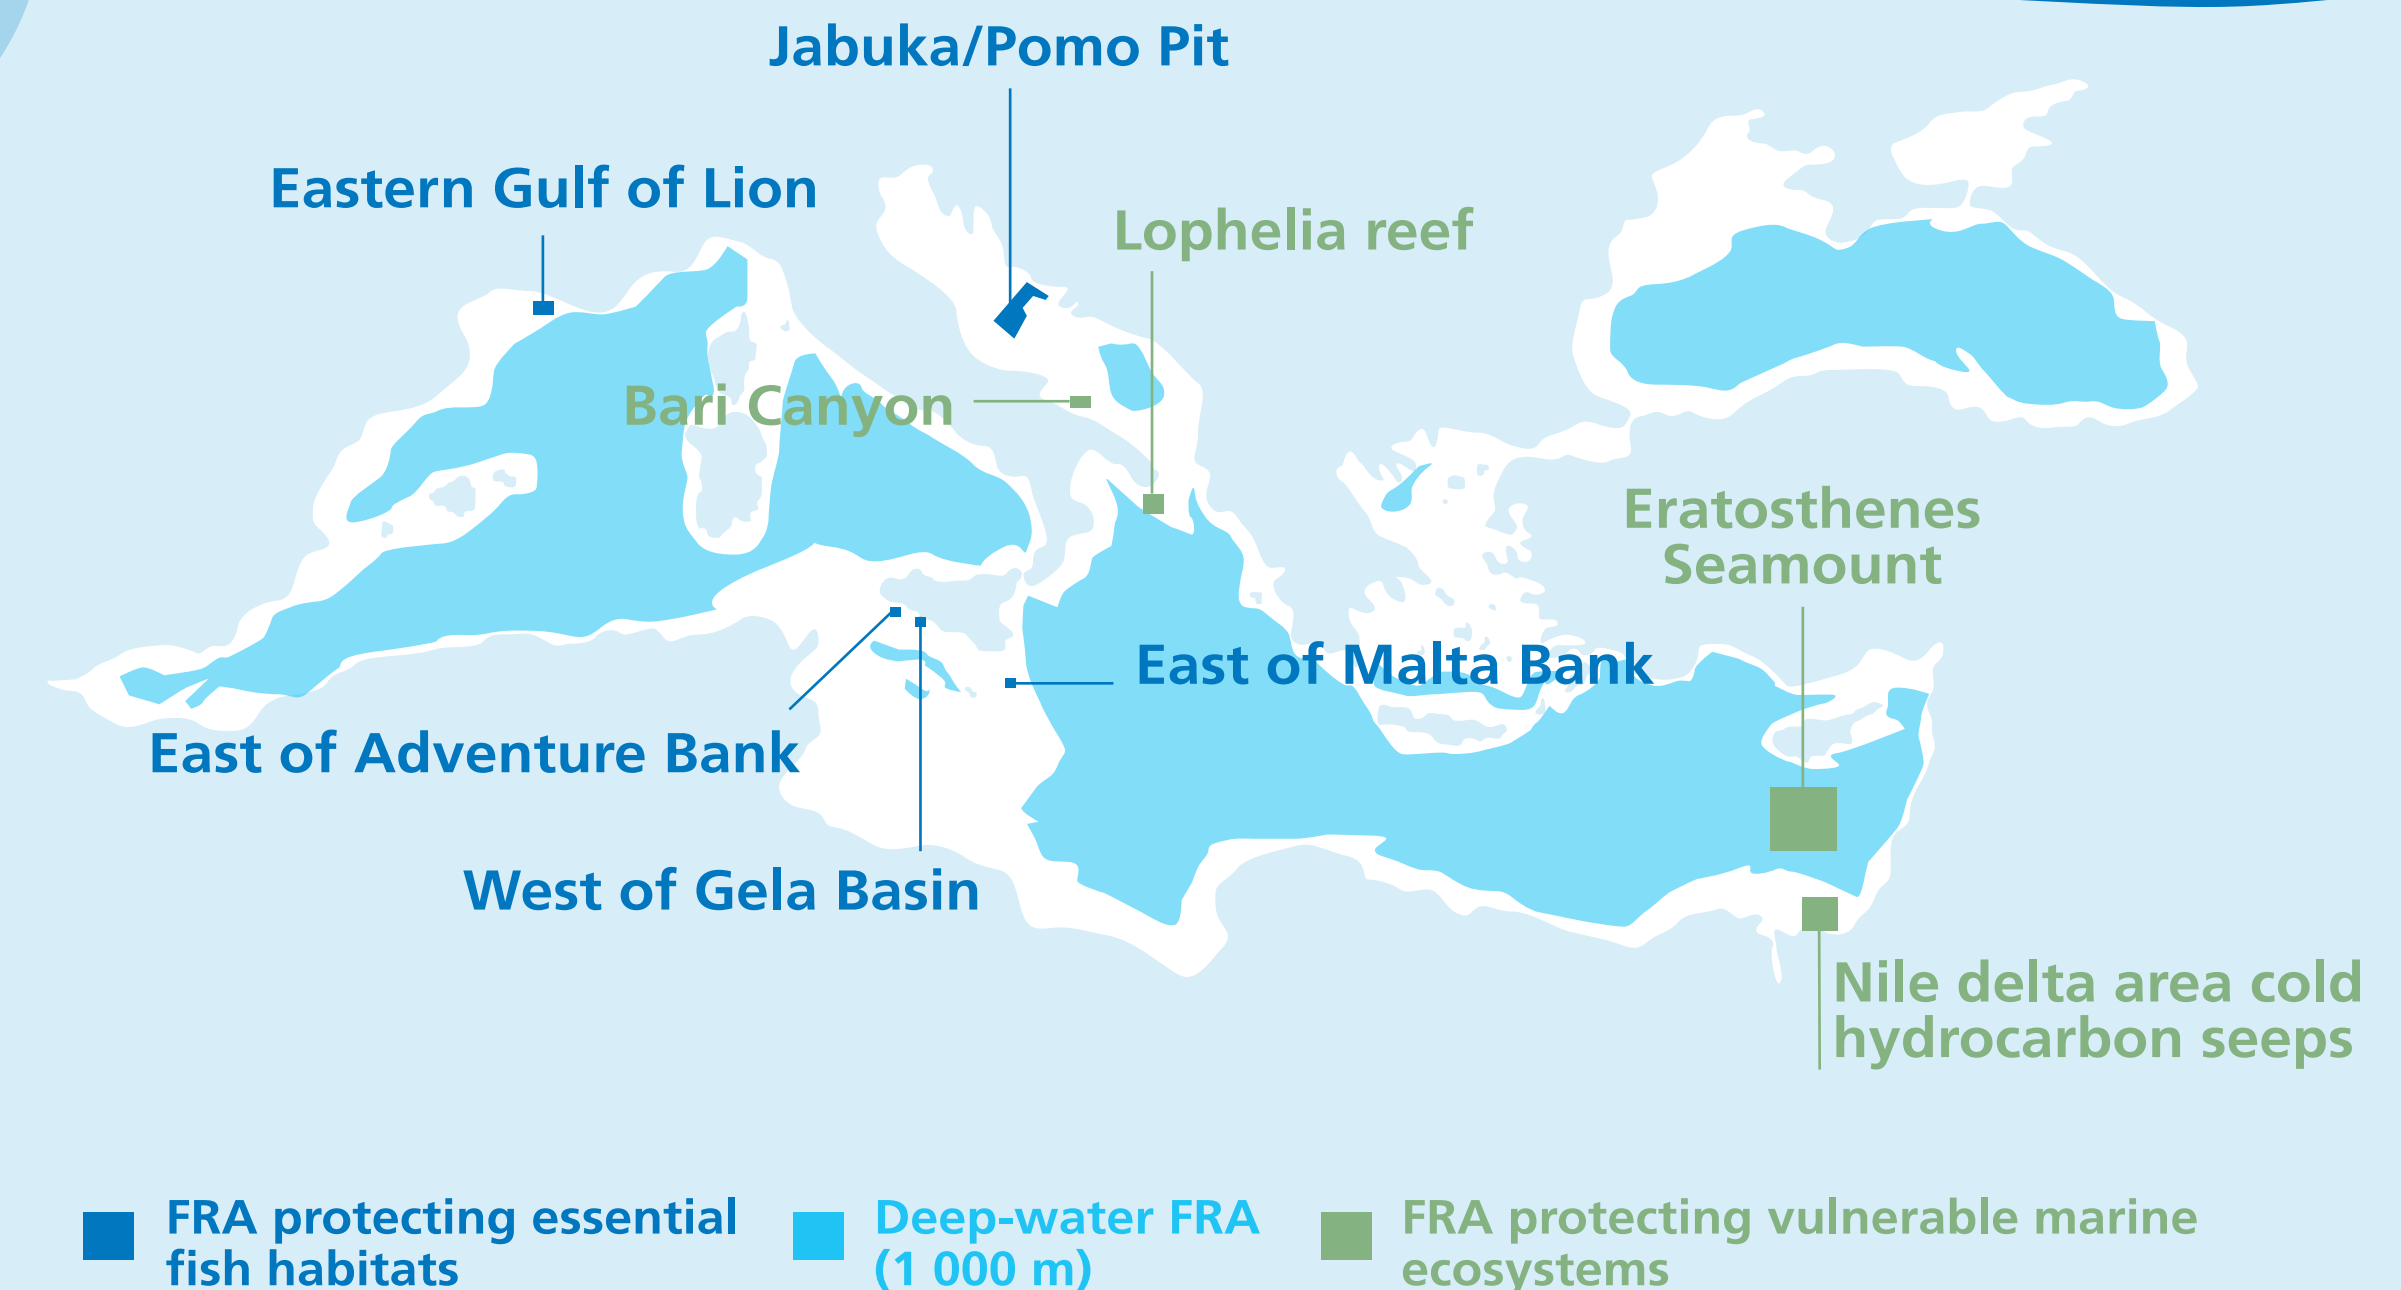 Jabuka/Pomo Pit
Eastern Gulf of Lion
Lophelia reef
Bari Canyon
Eratosthenes
Seamount
East of Malta Bank
East of Adventure Bank
West of Gela Basin
Nile delta area cold
hydrocarbon seeps
FRA protecting essential
fish habitats
Deep-water FRA
(1 000 m)
FRA protecting vulnerable marine
ecosystems